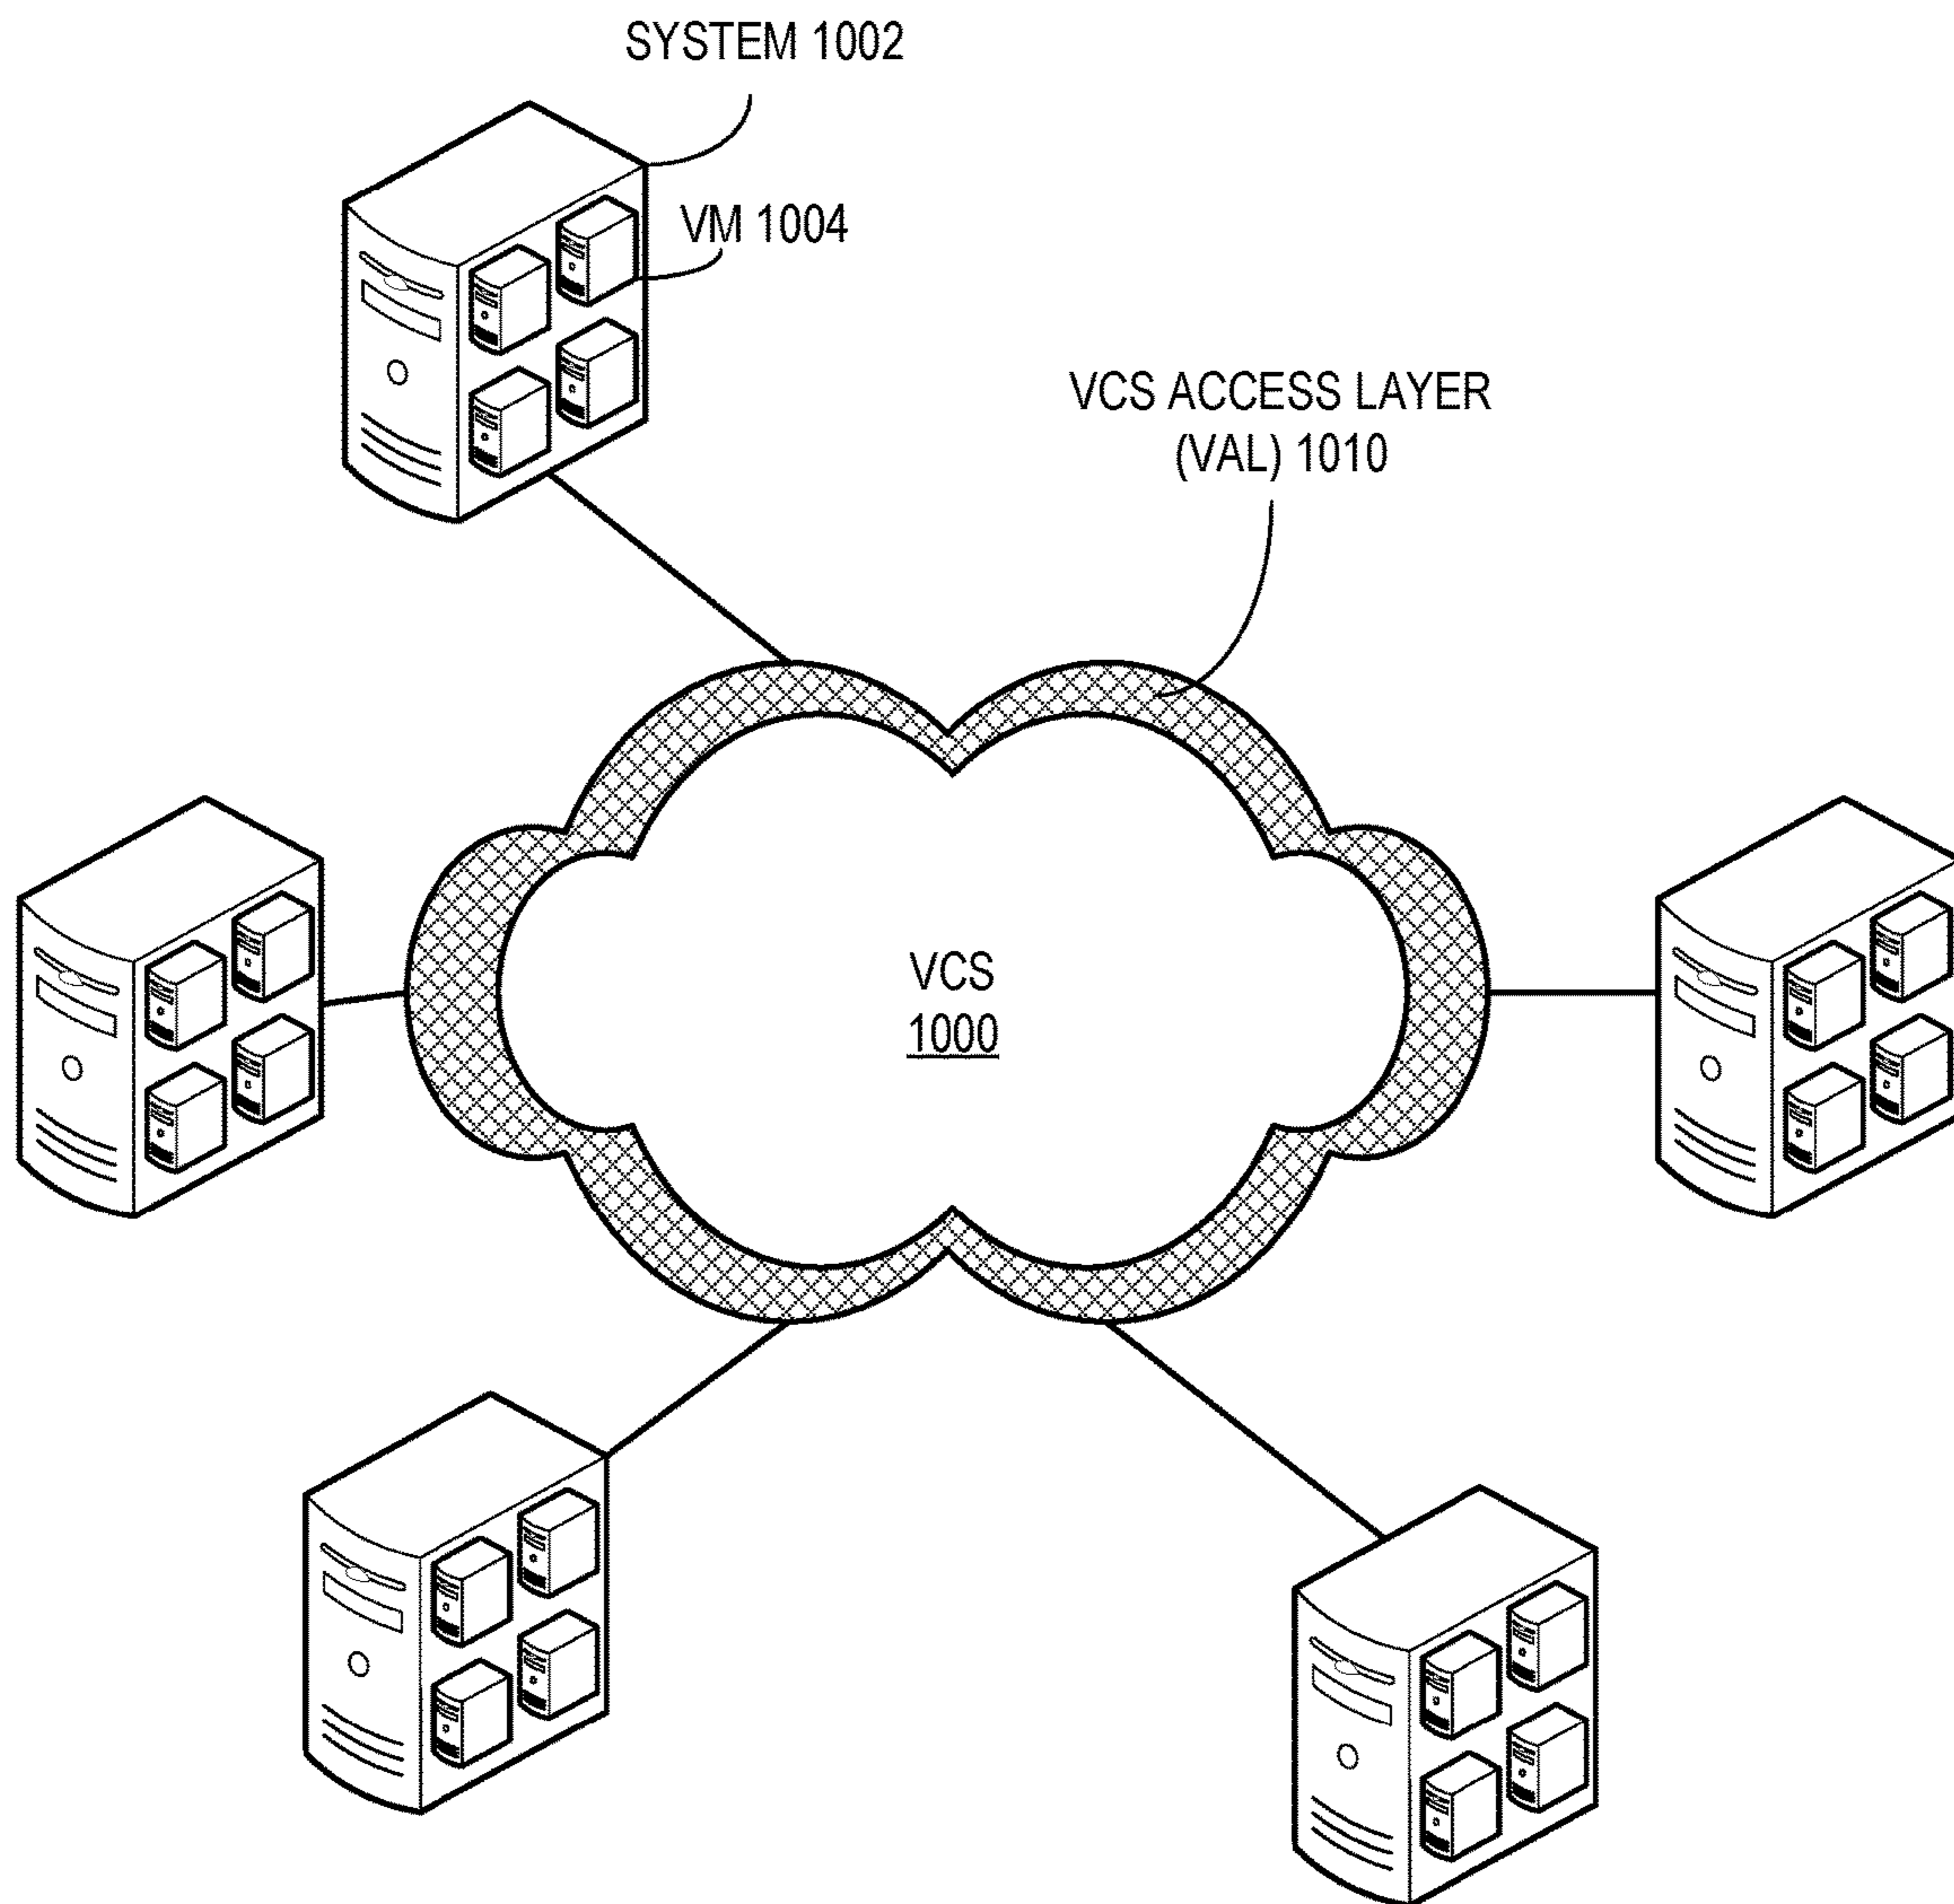 SYSTEM 1002
VM 1004
VCS ACCESS LAYER
(VAL) 1010
VCS
1000